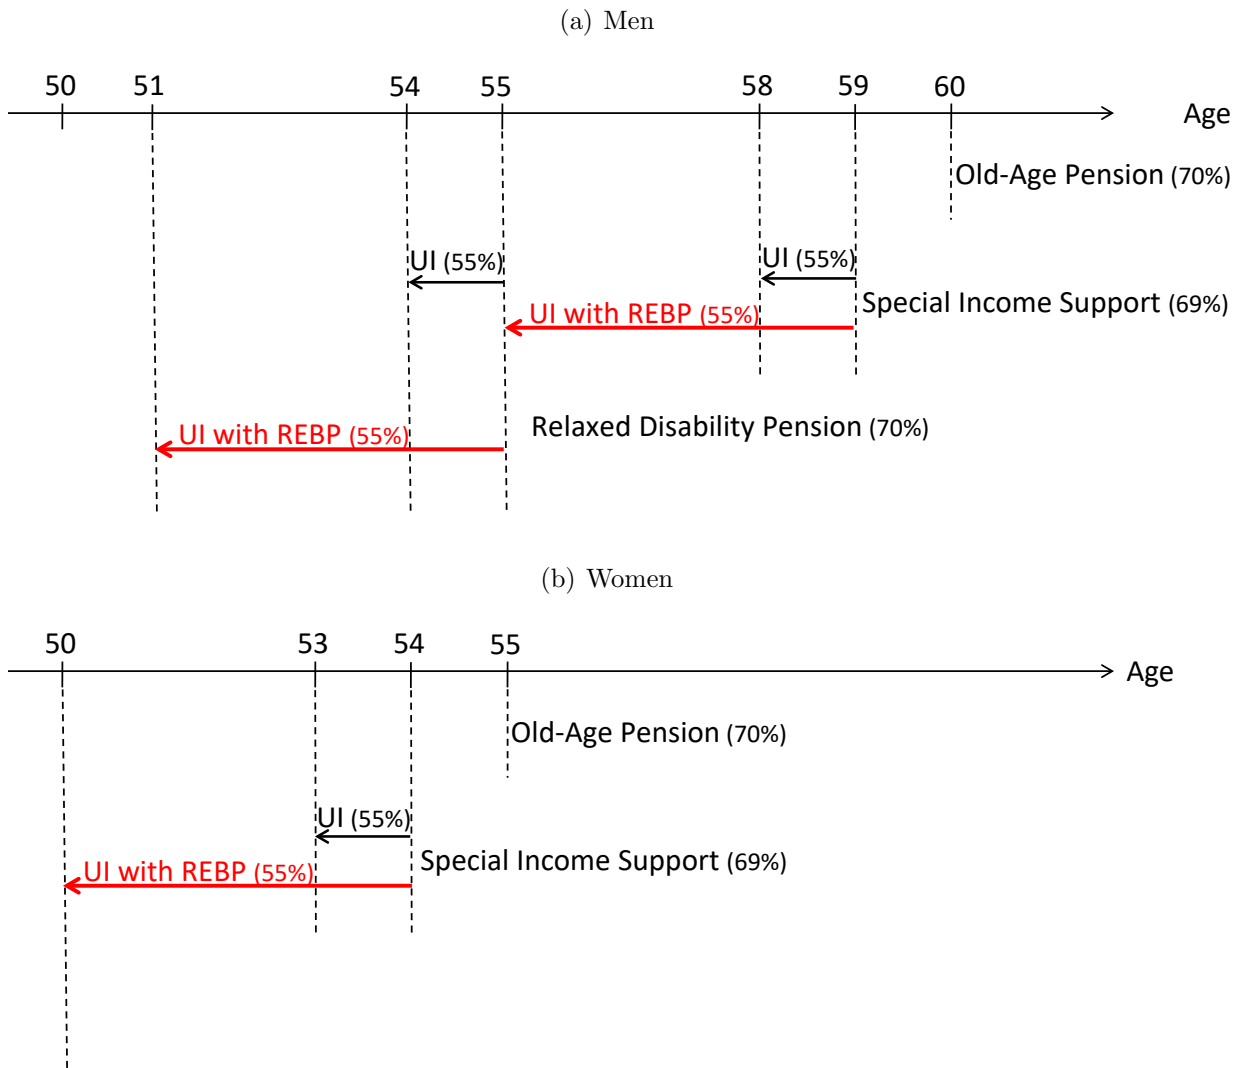 (a) Men
50 51 54 55 58 59 60
Age
Old-Age Pension (70%)
UI (55%) UI (55%)
UI with REBP (55%) Special Income Support (69%)
UI with REBP (55%) Relaxed Disability Pension (70%)
(b) Women
50 53 54 55
Age
Old-Age Pension (70%)
UI (55%)
UI with REBP (55%) Special Income Support (69%)